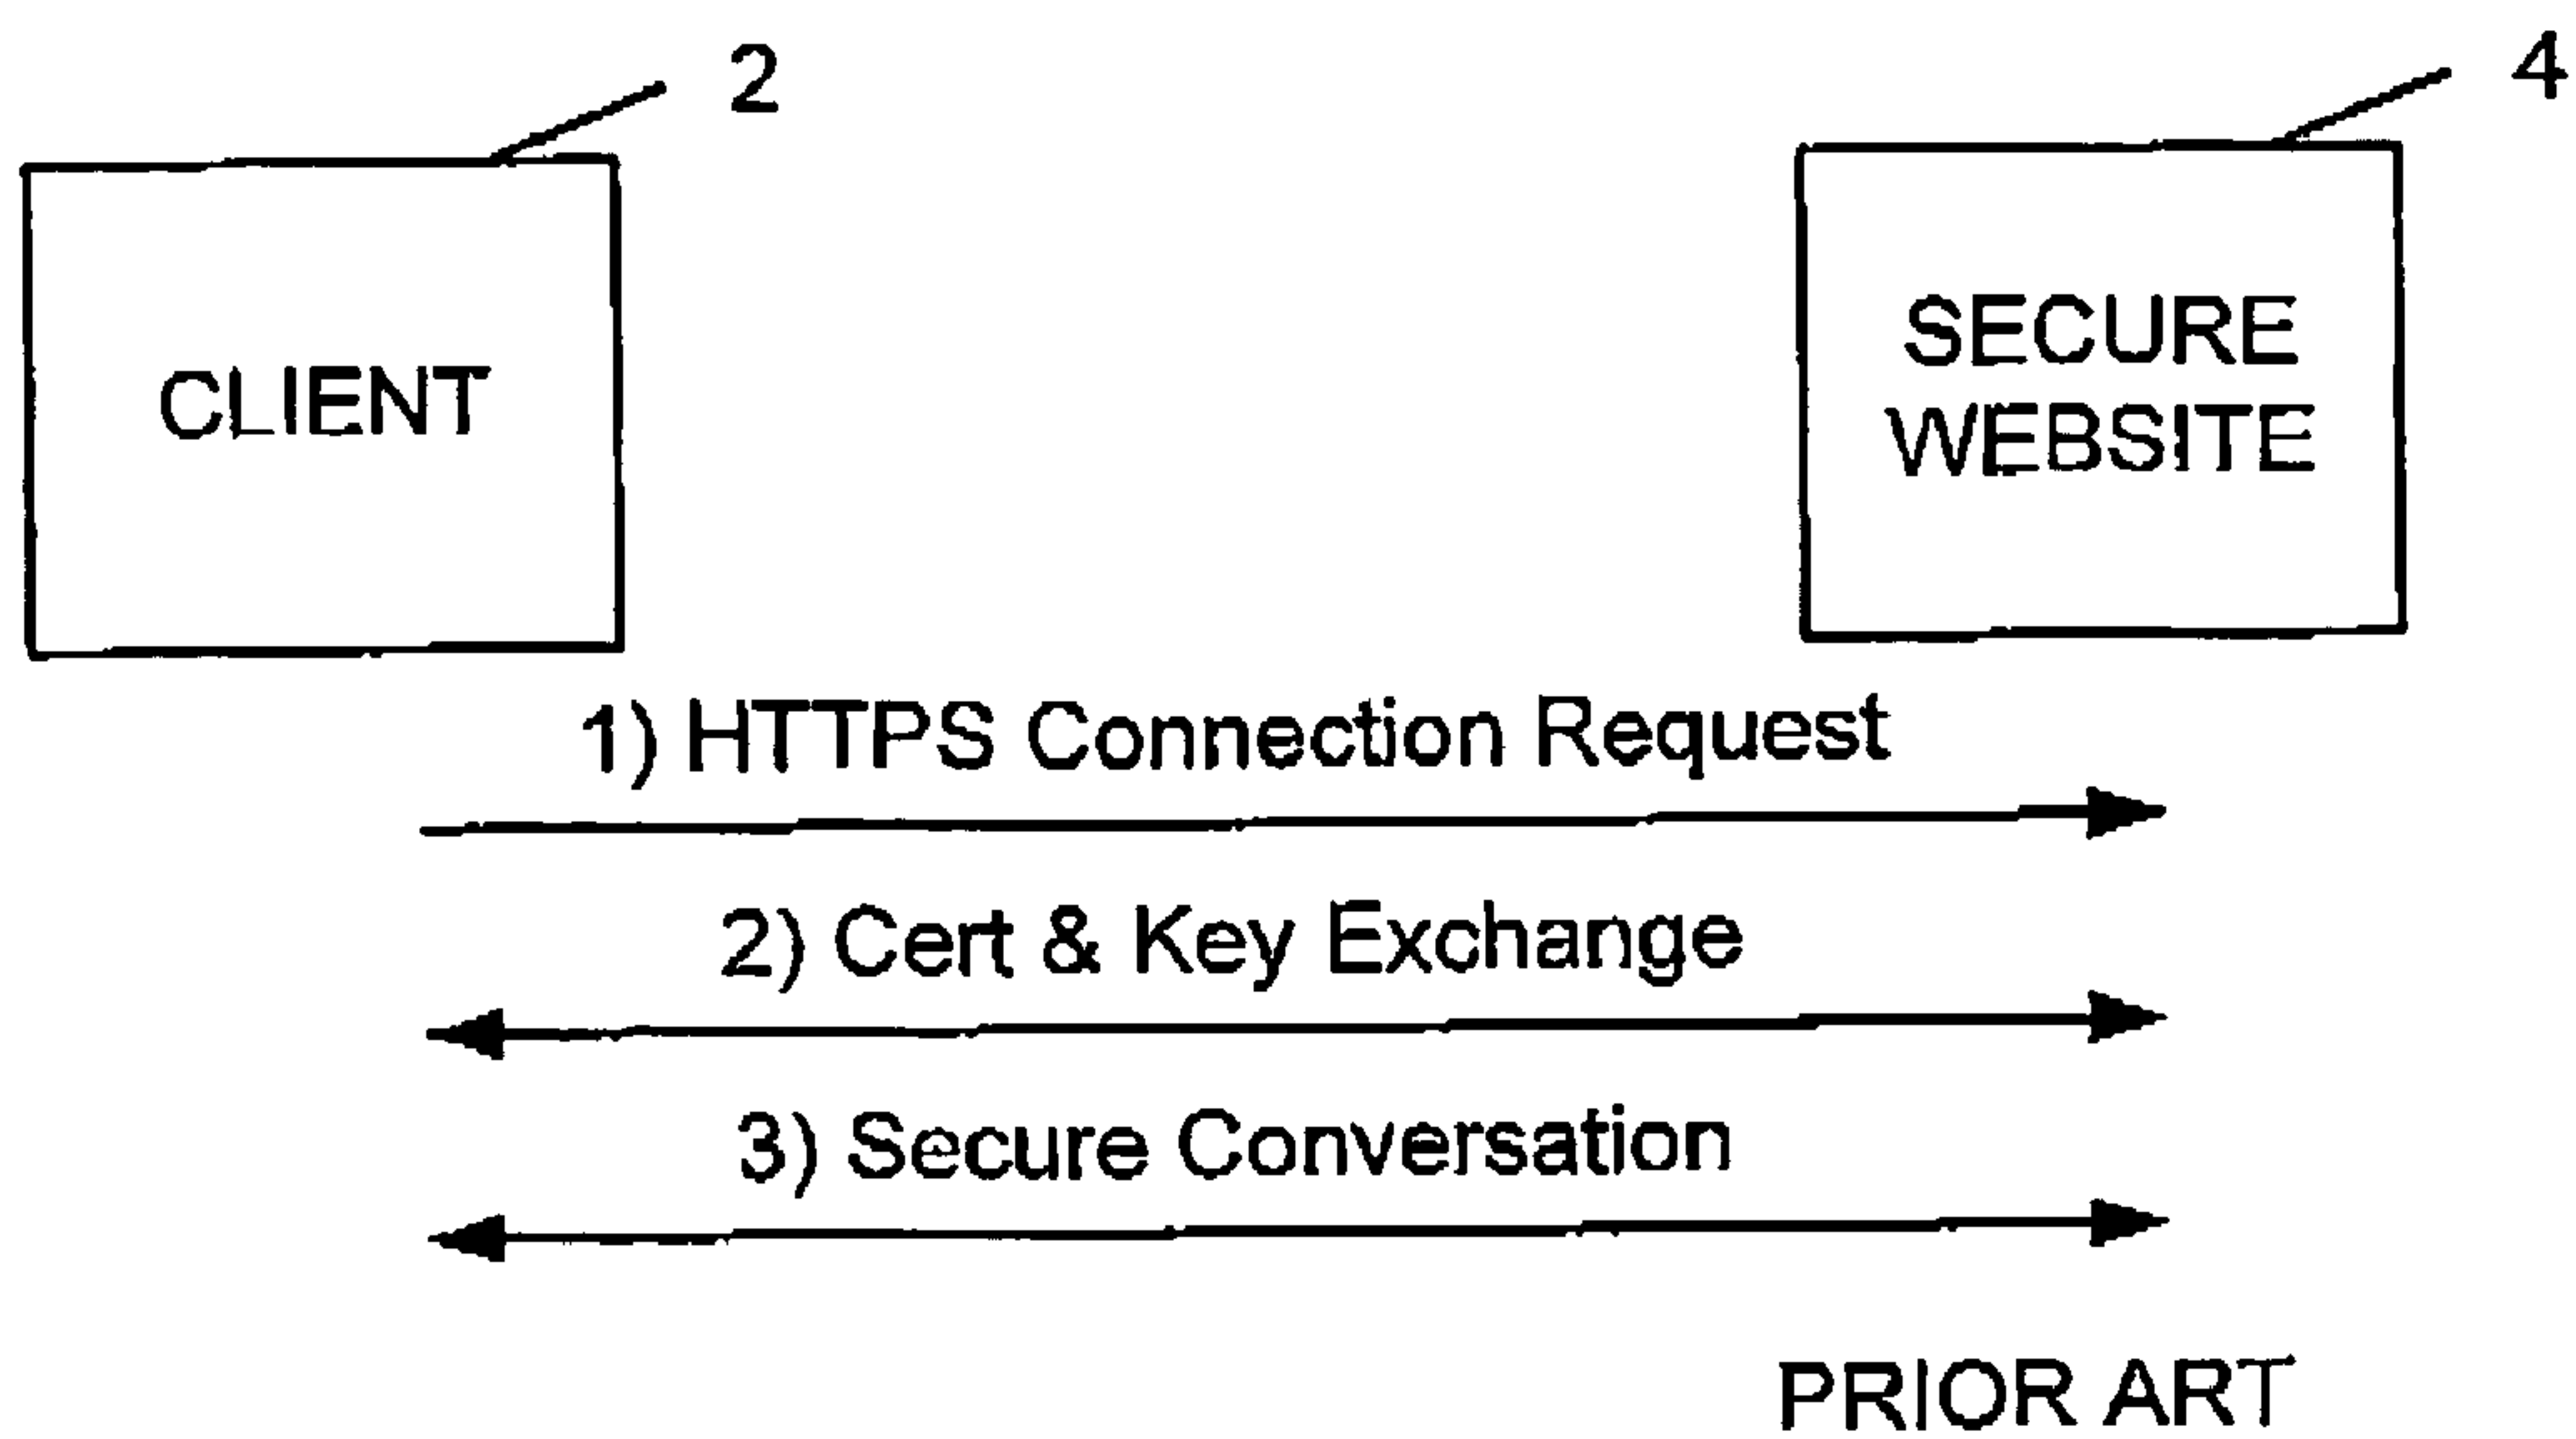 2
4
CLIENT
SECURE
WEBSITE
1) HTTPS Connection Request
2) Cert & Key Exchange
3) Secure Conversation
PRIOR ART